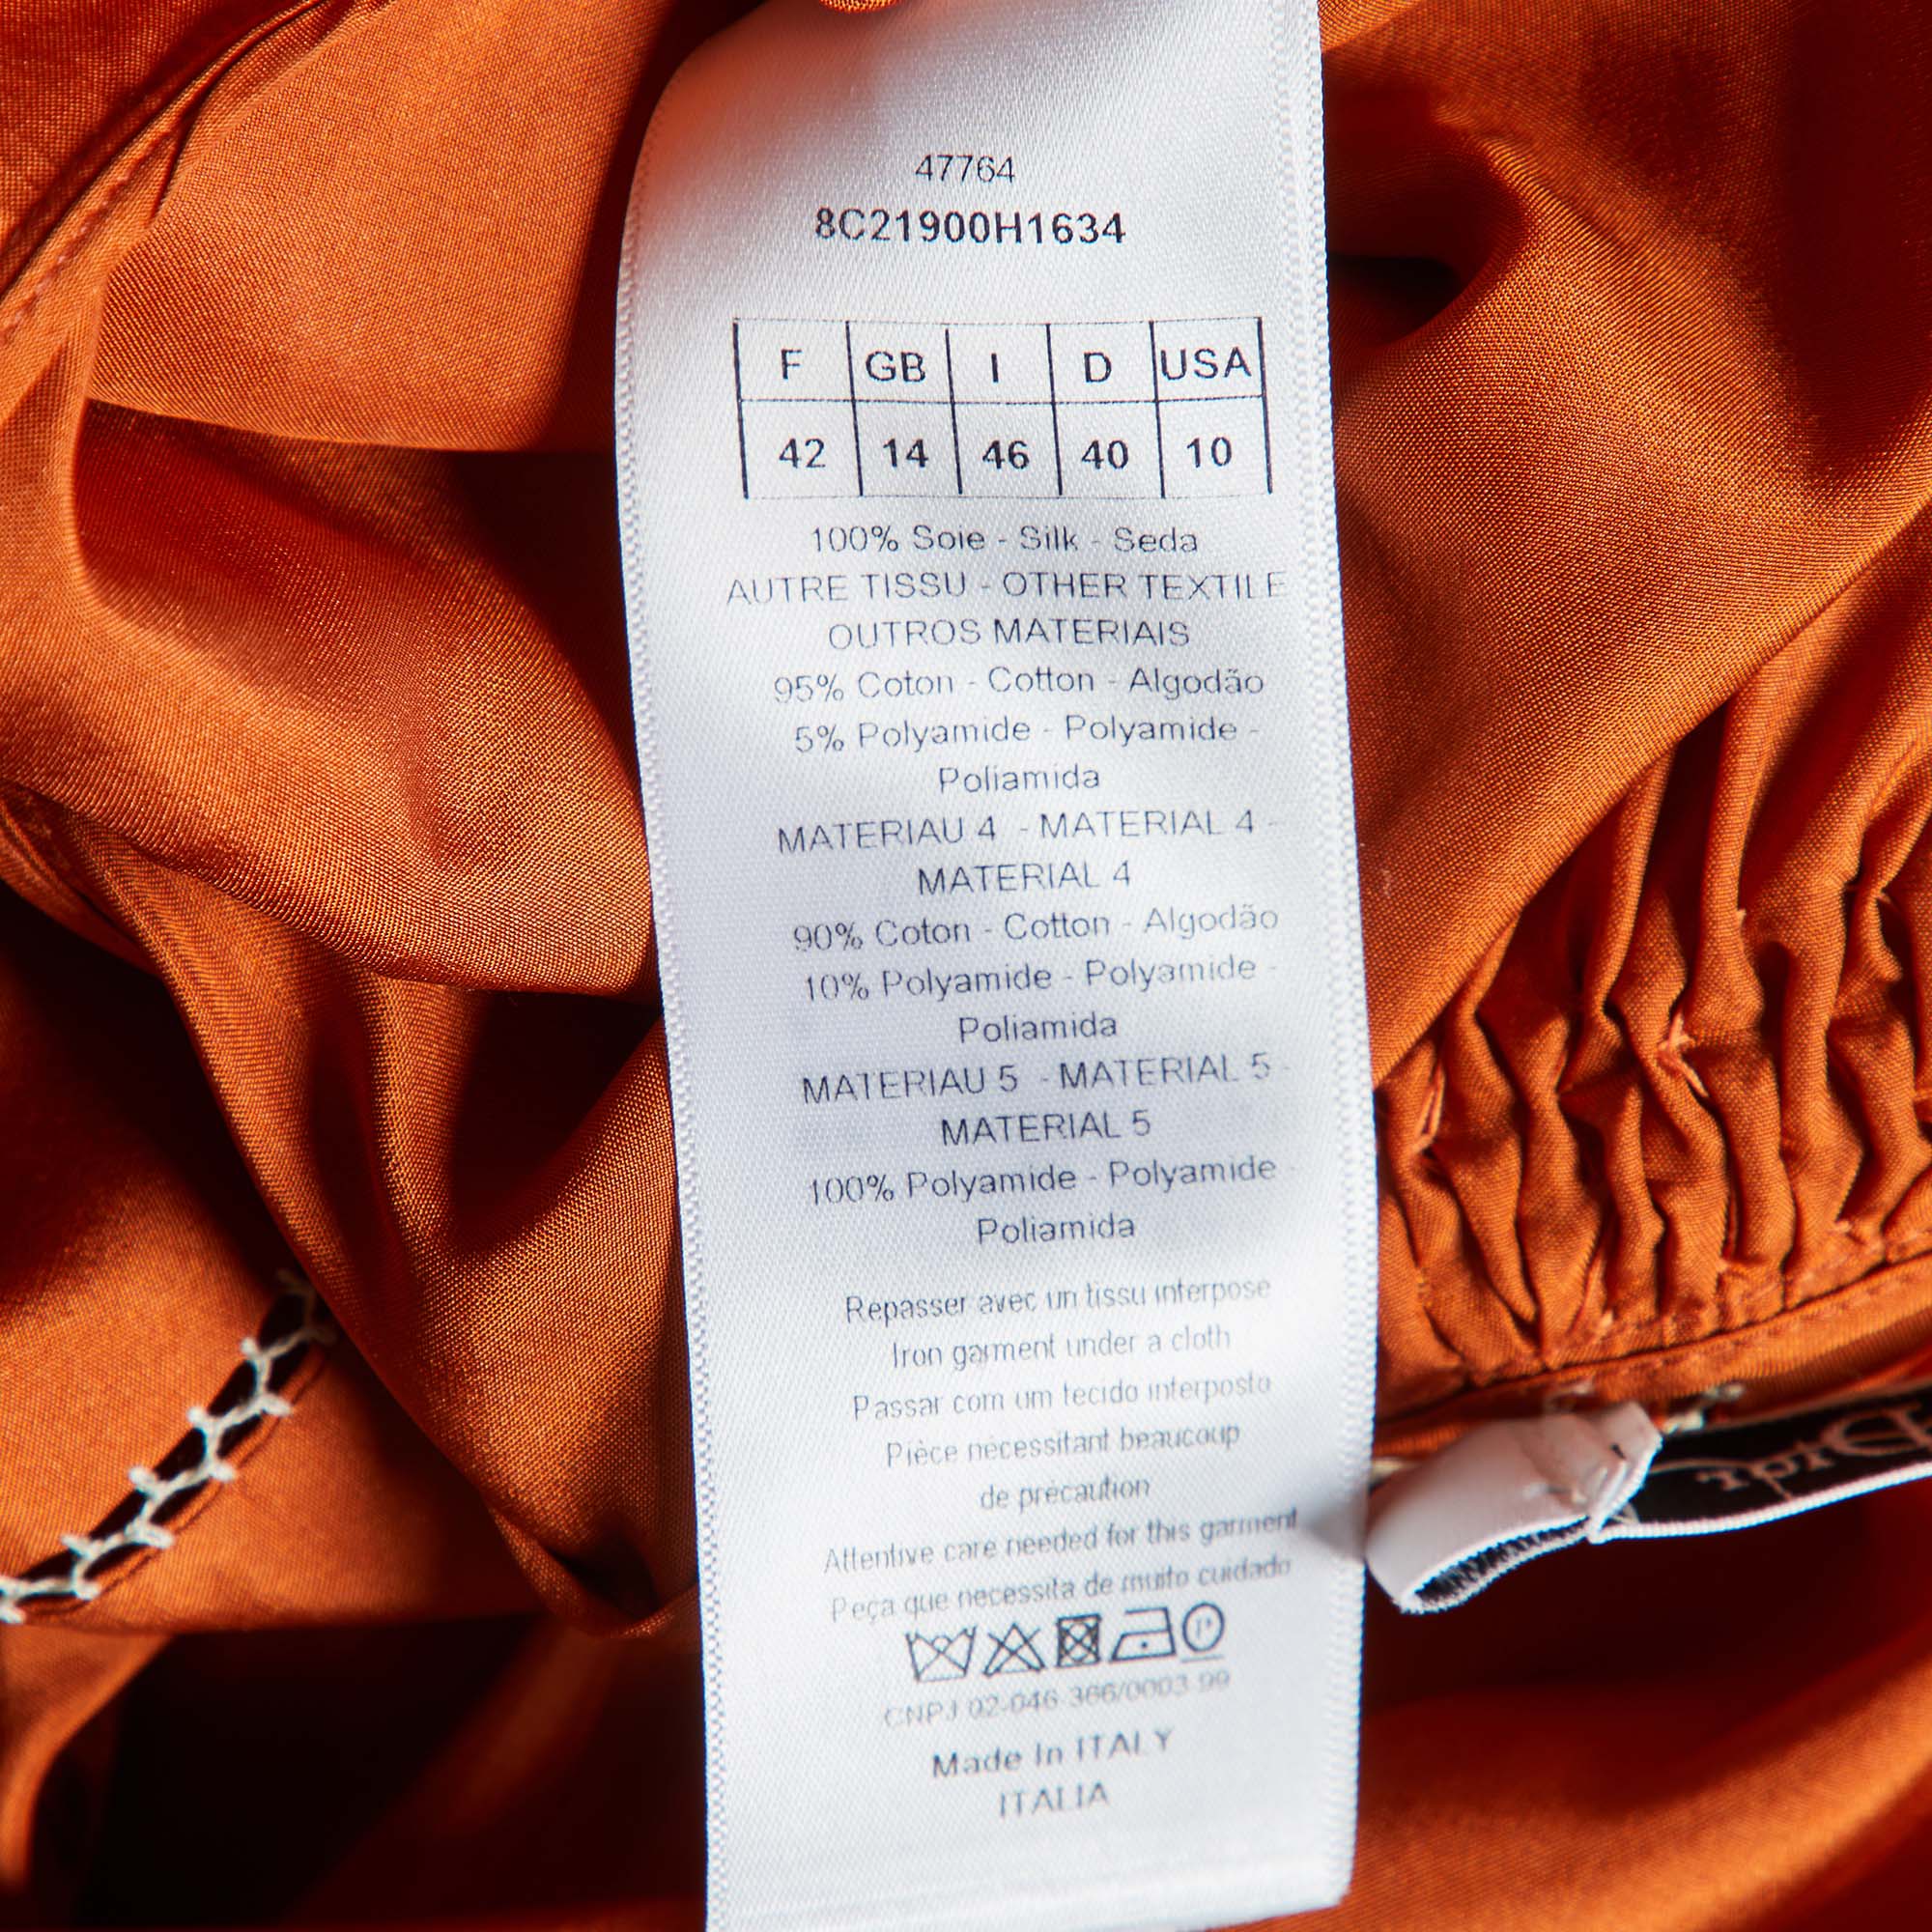 47764
8C21900H1634
F GB I D USA
42 14 46 40 10
100% Soie - Silk - Seda
AUTRE TISSU - OTHER TEXTILE
OUTROS MATERIAIS
95% Coton - Cotton - Algodão
5% Polyamide - Polyamide -
Poliamida
MATERIAU 4 - MATERIAL 4 -
MATERIAL 4
90% Coton - Cotton - Algodão
10% Polyamide - Polyamide -
Poliamida
MATERIAU 5 - MATERIAL 5 -
MATERIAL 5
100% Polyamide - Polyamide -
Poliamida
Repasser avec un tissu interpose
Iron garment under a cloth
Passar com um tecido interposto
Pièce nécessitant beaucoup
de précaution
Attentive care needed for this garment
Peça que necessita de muito cuidado
CNPJ 02-046 366/0003-99
Made In ITALY
ITALIA
Dior